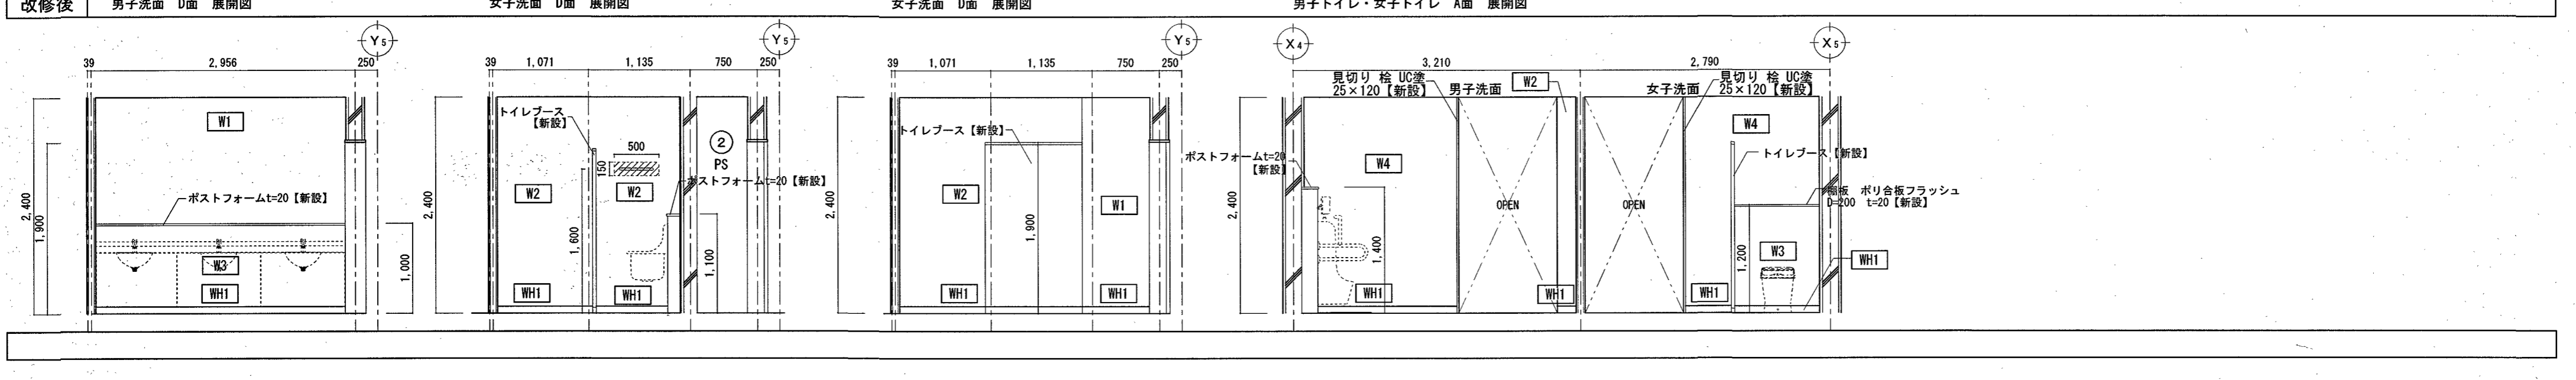 改修後
男子洗面 D面 展開図
女子洗面 D面 展開図
女子洗面 D面 展開図
男子トイレ・女子トイレ A面 展開図
Y5
39
2,956
250
2,400
1,900
W1
ポストフォームt=20【新設】
W3
WH1
1,000
Y5
39
1,071
1,135
750
250
2,400
トイレブース
【新設】
500
150
W2
W2
2
PS
ポストフォームt=20【新設】
1,600
1,100
WH1
WH1
Y5
39
1,071
1,135
750
250
2,400
トイレブース【新設】
W2
W1
1,900
WH1
WH1
X4
X5
3,210
2,790
見切り 桧 UC塗
25×120【新設】
男子洗面
W2
女子洗面
見切り 桧 UC塗
25×120【新設】
2,400
ポストフォームt=20
【新設】
W4
W4
トイレブース【新設】
OPEN
OPEN
棚板 ポリ合板フラッシュ
D=200 t=20【新設】
1,400
1,200
W3
WH1
WH1
WH1
WH1